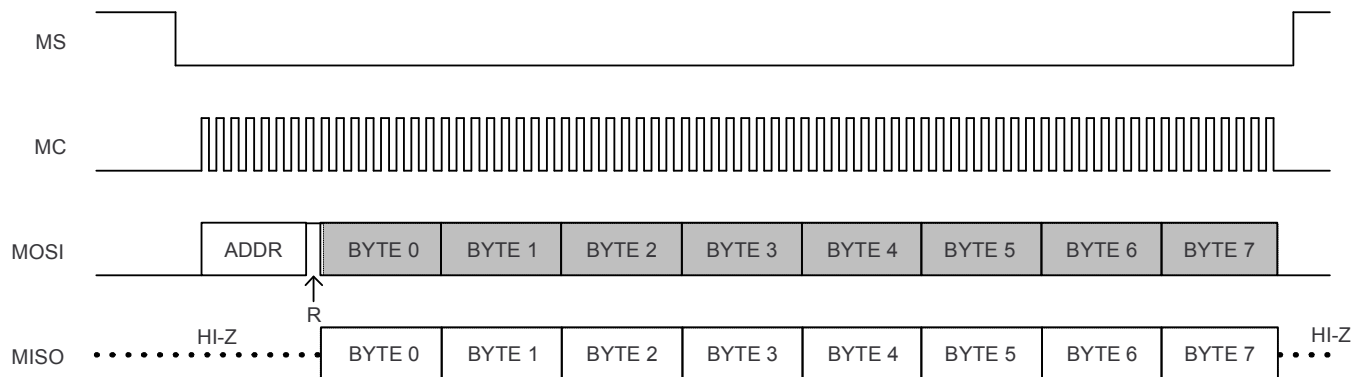 MS
MC
MOSI ADDR BYTE 0 BYTE 1 BYTE 2 BYTE 3 BYTE 4 BYTE 5 BYTE 6 BYTE 7
R
HI-Z HI-Z
MISO BYTE 0 BYTE 1 BYTE 2 BYTE 3 BYTE 4 BYTE 5 BYTE 6 BYTE 7